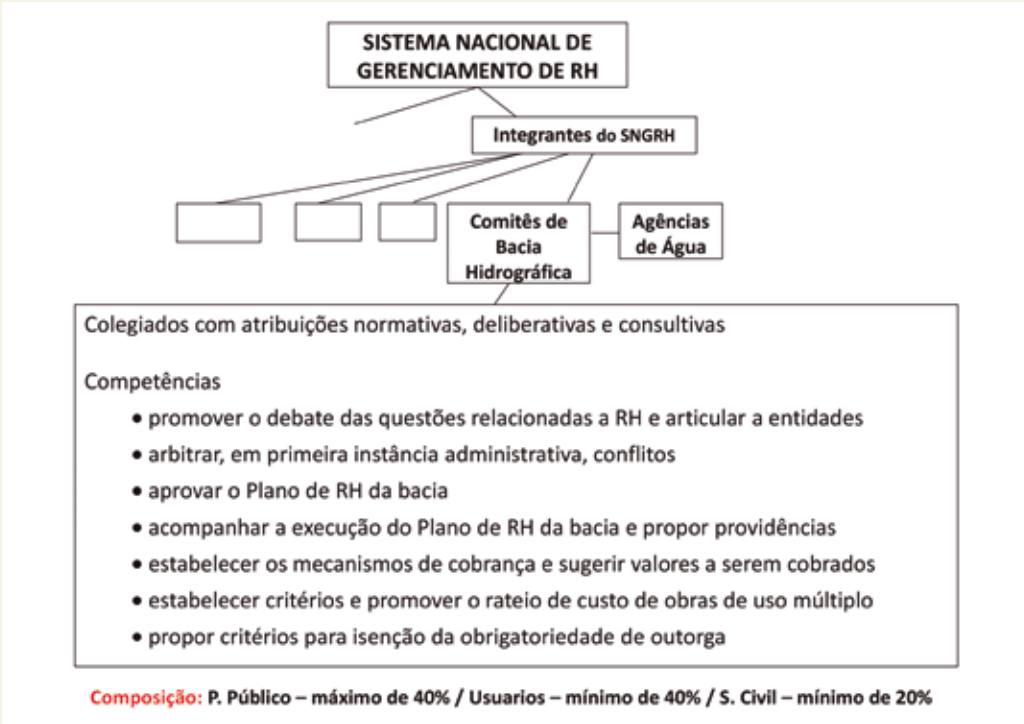 SISTEMA NACIONAL DE
GERENCIAMENTO DE RH
Integrantes do SNGRH
Comitês de
Bacia
Hidrográfica
Agências
de Água
Colegiados com atribuições normativas, deliberativas e consultivas
Competências
• promover o debate das questões relacionadas a RH e articular a entidades
• arbitrar, em primeira instância administrativa, conflitos
• aprovar o Plano de RH da bacia
• acompanhar a execução do Plano de RH da bacia e propor providências
• estabelecer os mecanismos de cobrança e sugerir valores a serem cobrados
• estabelecer critérios e promover o rateio de custo de obras de uso múltiplo
• propor critérios para isenção da obrigatoriedade de outorga
Composição: P. Público – máximo de 40% / Usuarios – mínimo de 40% / S. Civil – mínimo de 20%